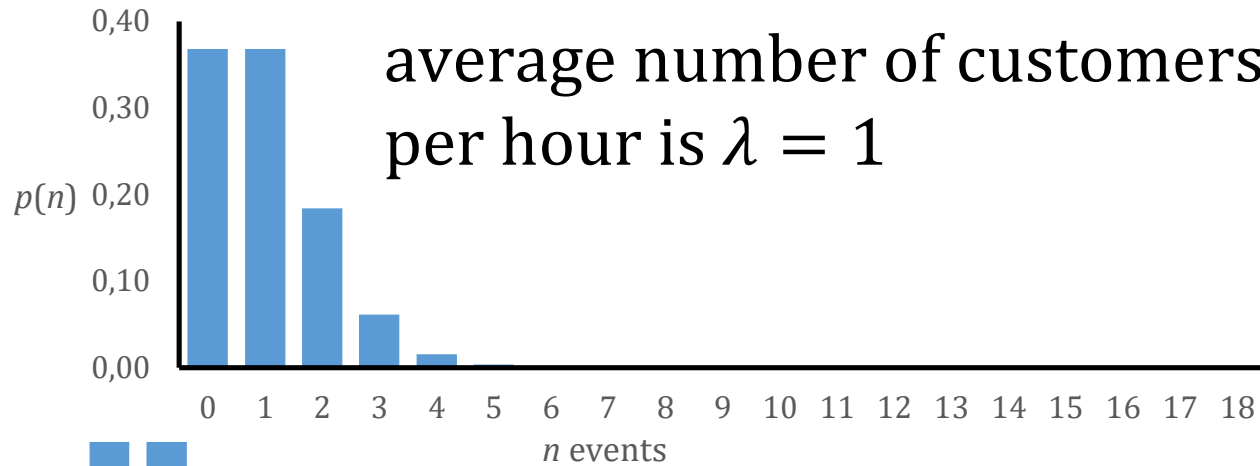 0,40
average number of customers
0,30
per hour is λ = 1
p(n) 0,20
0,10
0,00
0 1 2 3 4 5 6 7 8 9 10 11 12 13 14 15 16 17 18
n events